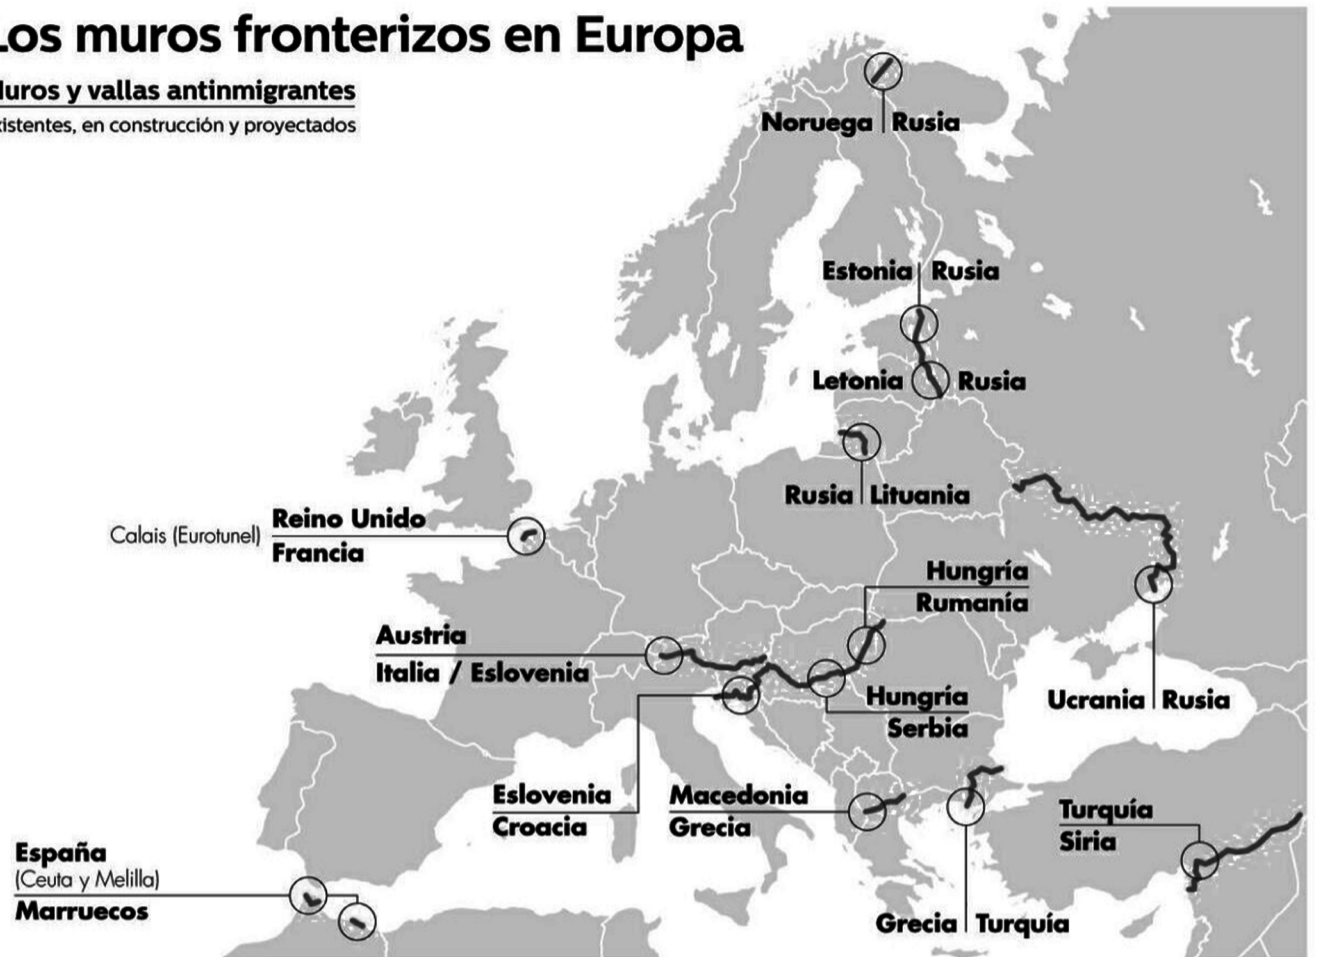 Los muros fronterizos en Europa
Muros y vallas antinmigrantes
existentes, en construcción y proyectados
Noruega | Rusia
Estonia | Rusia
Letonia Rusia
Rusia | Lituania
Calais (Eurotunel)
Reino Unido
Francia
Hungría
Rumanía
Austria
Italia / Eslovenia
Hungría
Serbia
Ucrania | Rusia
Eslovenia
Croacia
Macedonia
Grecia
Turquía
Siria
España
(Ceuta y Melilla)
Marruecos
Grecia | Turquía